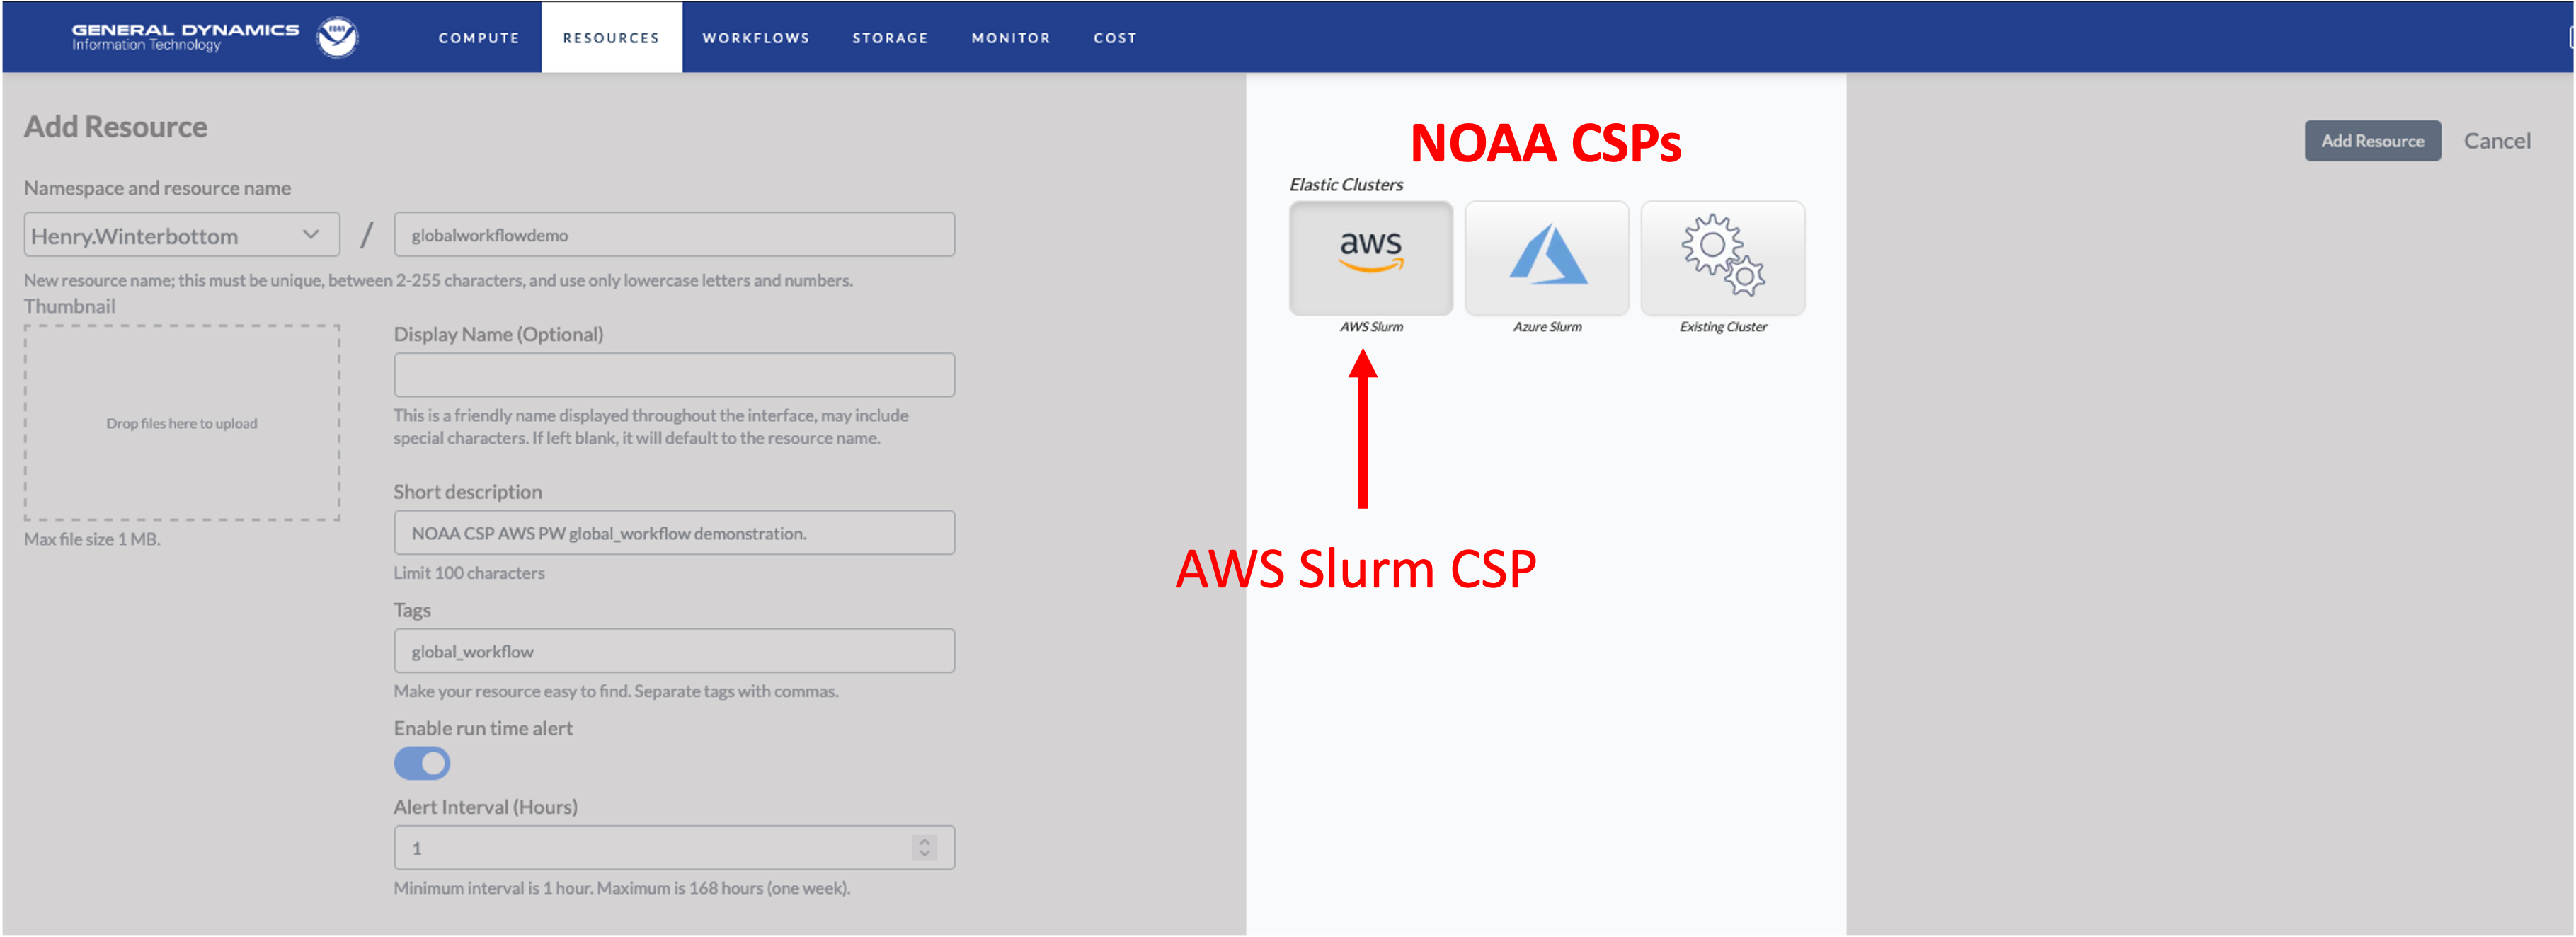 GENERAL DYNAMICS
Information Technology
NOAA
COMPUTE
RESOURCES
WORKFLOWS
STORAGE
MONITOR
COST
Add Resource
Namespace and resource name
Henry.Winterbottom
/
globalworkflowdemo
New resource name; this must be unique, between 2-255 characters, and use only lowercase letters and numbers.
Thumbnail
Drop files here to upload
Max file size 1 MB.
Display Name (Optional)
This is a friendly name displayed throughout the interface, may include
special characters. If left blank, it will default to the resource name.
Short description
NOAA CSP AWS PW global_workflow demonstration.
Limit 100 characters
Tags
global_workflow
Make your resource easy to find. Separate tags with commas.
Enable run time alert
Alert Interval (Hours)
1
Minimum interval is 1 hour. Maximum is 168 hours (one week).
NOAA CSPs
Elastic Clusters
aws
AWS Slurm
Azure Slurm
Existing Cluster
AWS Slurm CSP
Add Resource
Cancel